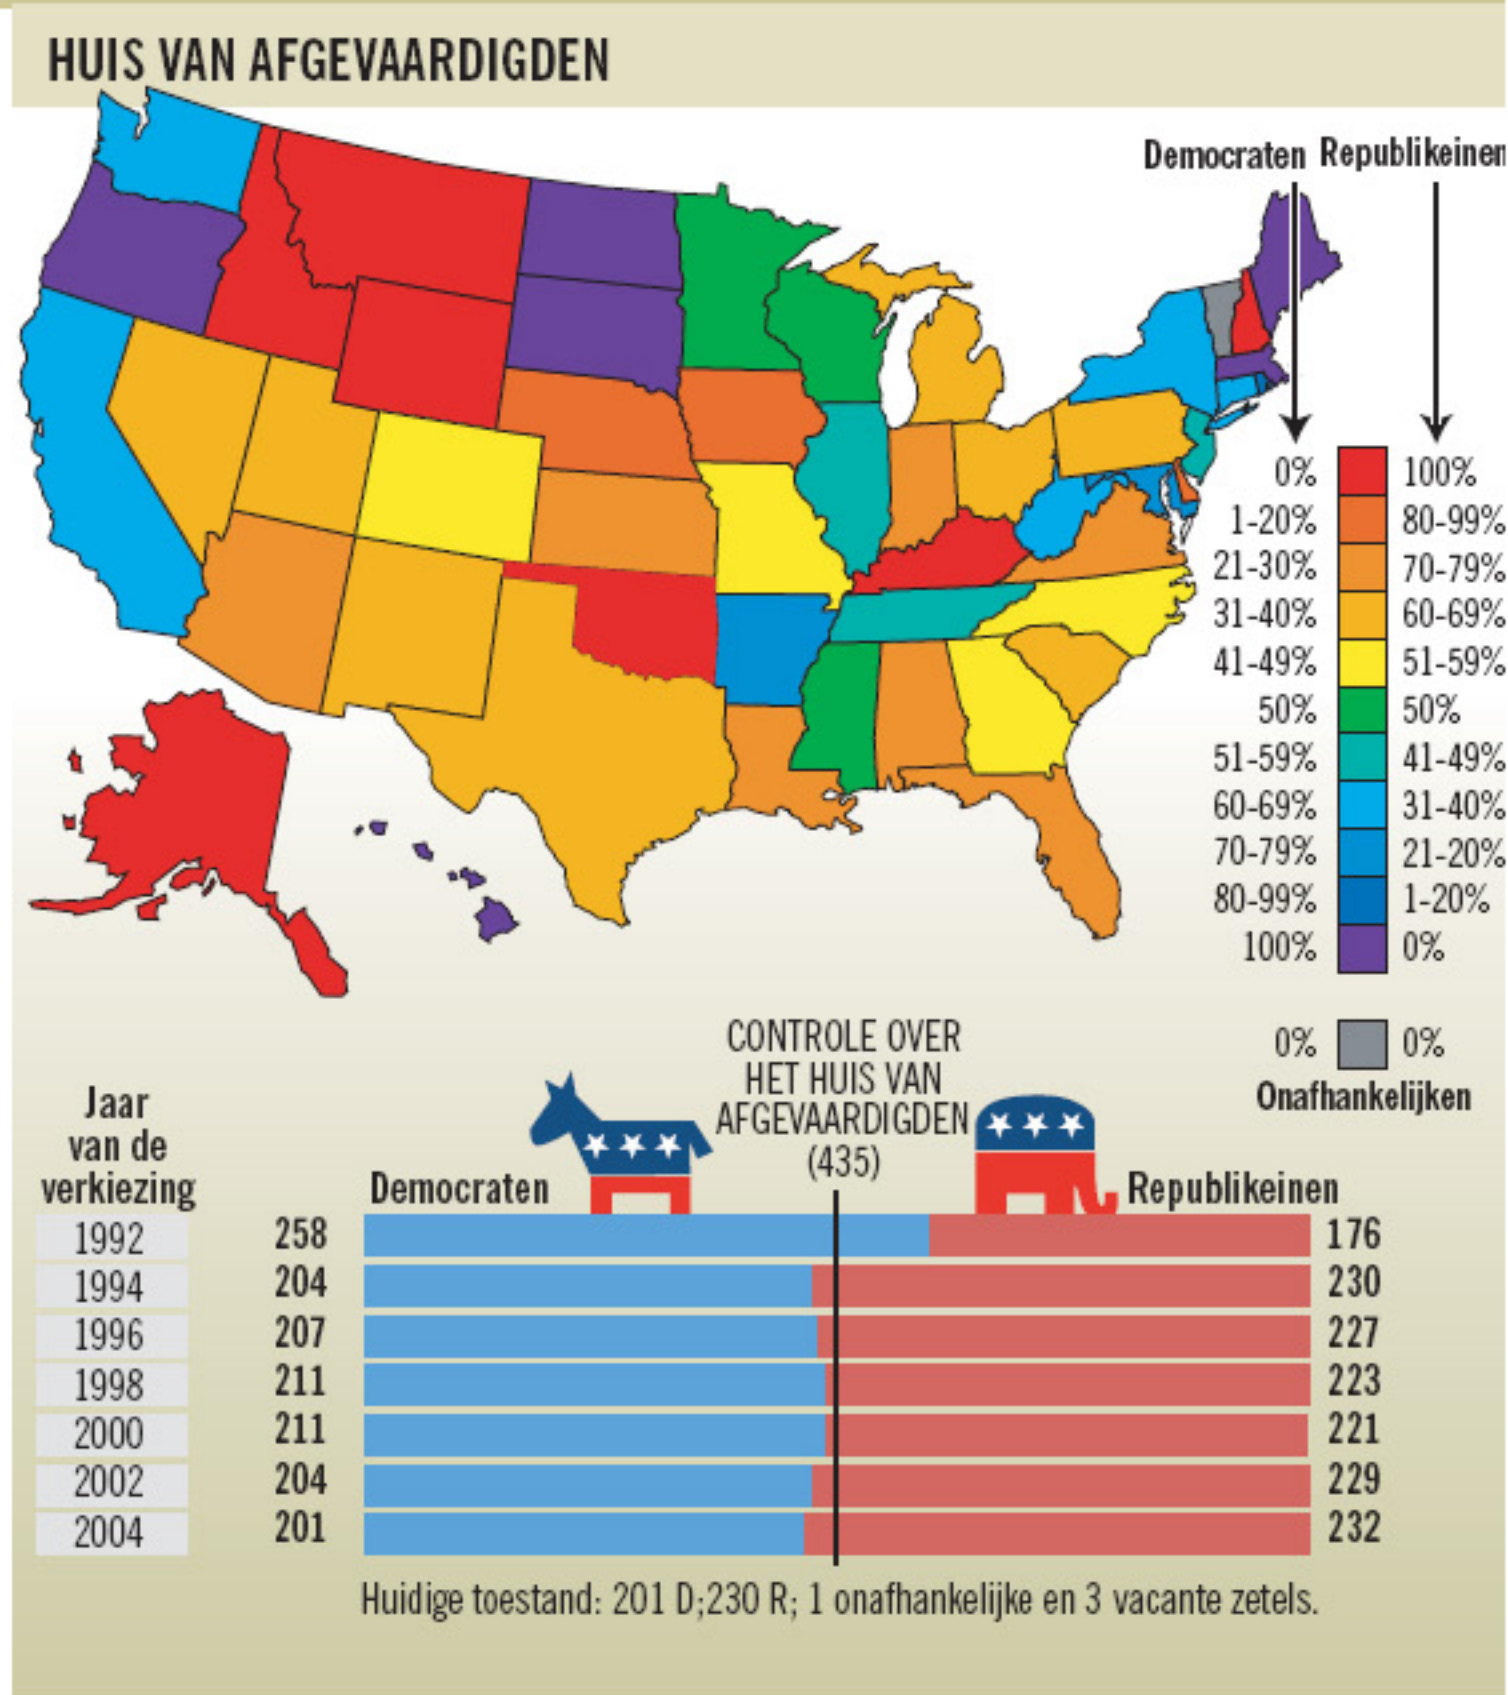 HUIS VAN AFGEVAARDIGDEN
Democraten Republikeinen
0% 100%
1-20% 80-99%
21-30% 70-79%
31-40% 60-69%
41-49% 51-59%
50% 50%
51-59% 41-49%
60-69% 31-40%
70-79% 21-20%
80-99% 1-20%
100% 0%
0% 0%
Onafhankelijken
CONTROLE OVER
HET HUIS VAN
AFGEVAARDIGDEN
(435)
Jaar
van de
verkiezing
Democraten Republikeinen
1992 258 176
1994 204 230
1996 207 227
1998 211 223
2000 211 221
2002 204 229
2004 201 232
Huidige toestand: 201 D;230 R; 1 onafhankelijke en 3 vacante zetels.